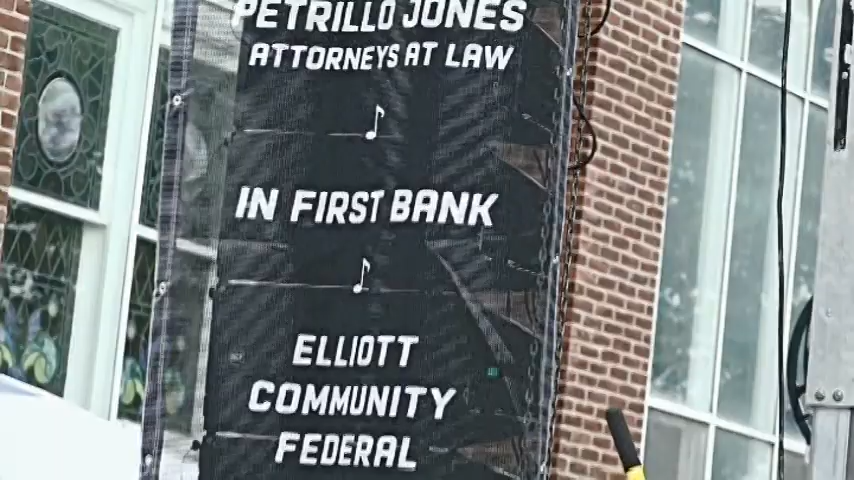 PETRILLO JONES
ATTORNEYS AT LAW
IN FIRST BANK
ELLIOTT
COMMUNITY
FEDERAL